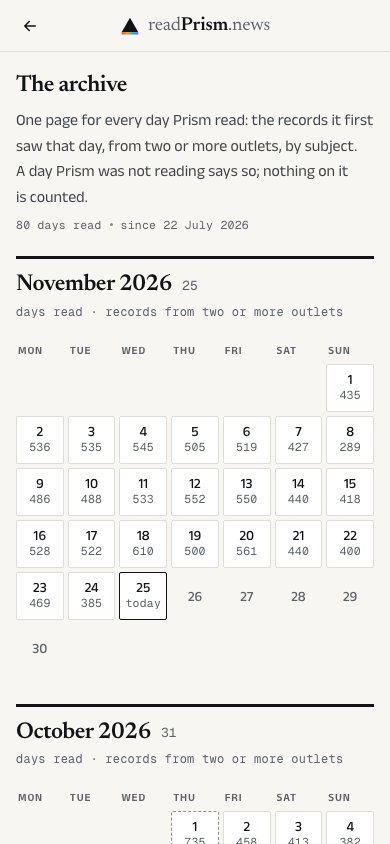 readPrism.news
The archive
One page for every day Prism read: the records it first
saw that day, from two or more outlets, by subject.
A day Prism was not reading says so; nothing on it
is counted.
80 days read • since 22 July 2026
November 2026 25
days read · records from two or more outlets
MON TUE WED THU FRI SAT SUN
1
435
2 3 4 5 6 7 8
536 535 545 505 519 427 289
9 10 11 12 13 14 15
486 488 533 552 550 440 418
16 17 18 19 20 21 22
528 522 610 500 561 440 400
23 24 25 26 27 28 29
469 385 today
30
October 2026 31
days read · records from two or more outlets
MON TUE WED THU FRI SAT SUN
1 2 3 4
735 458 413 382